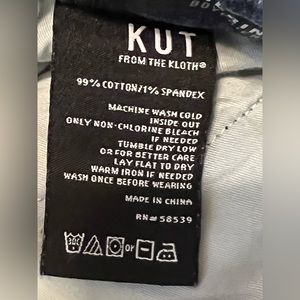 KUT
FROM THE KLOTH®
99% COTTON/1% SPANDEX
MACHINE WASH COLD
INSIDE OUT
ONLY NON-CHLORINE BLEACH
IF NEEDED
TUMBLE DRY LOW
OR FOR BETTER CARE
LAY FLAT TO DRY
WARM IRON IF NEEDED
WASH ONCE BEFORE WEARING
MADE IN CHINA
RN# 58539
or